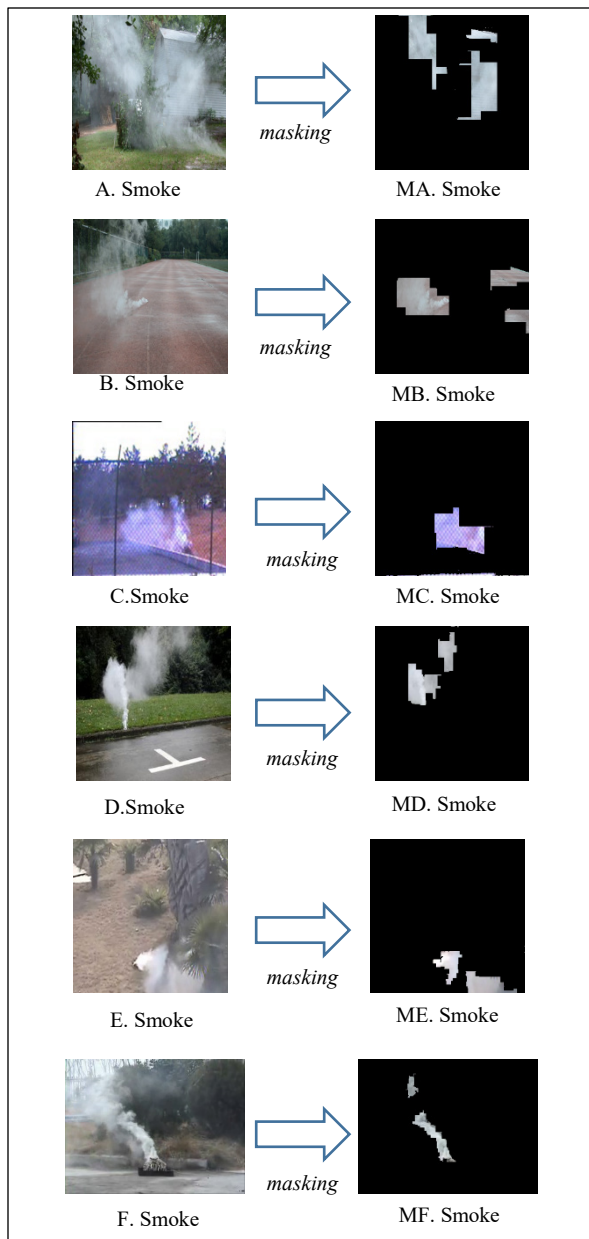 masking
A. Smoke
MA. Smoke
masking
B. Smoke
MB. Smoke
masking
C.Smoke
MC. Smoke
masking
D.Smoke
MD. Smoke
masking
E. Smoke
ME. Smoke
masking
F. Smoke
MF. Smoke